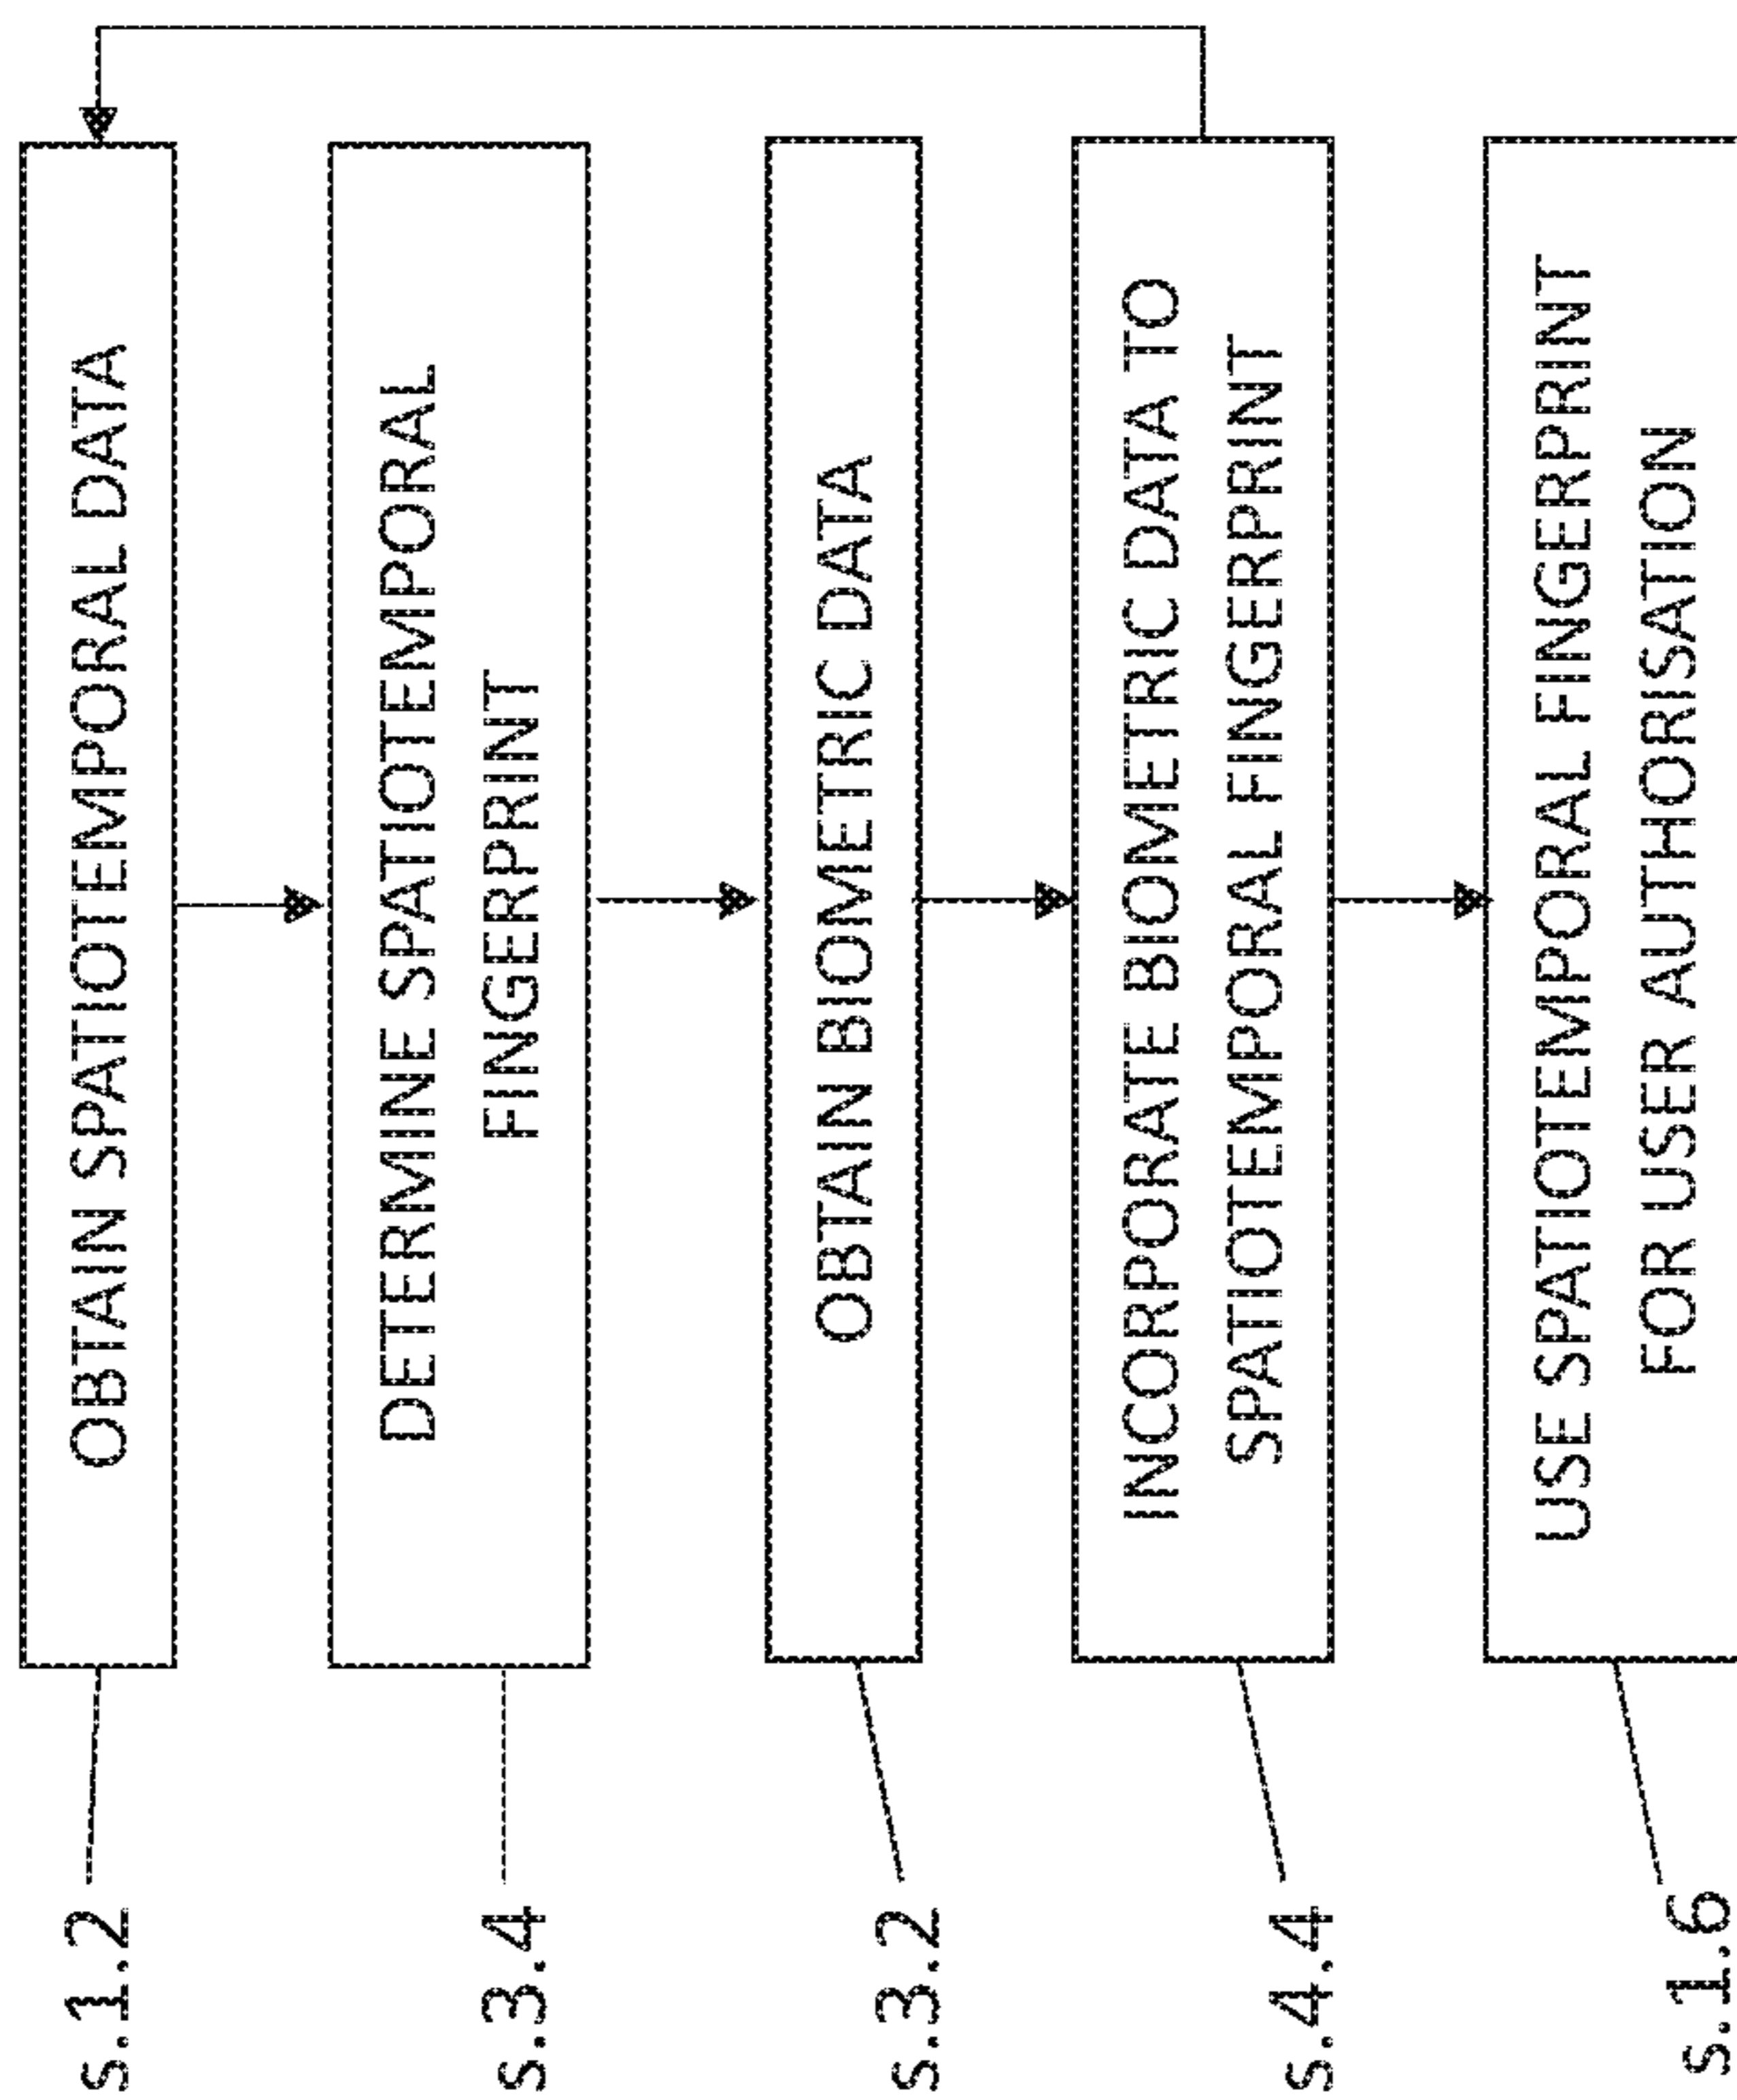 s.1.2
OBTAIN SPATIOTEMPORAL DATA
s.3.4
DETERMINE SPATIOTEMPORAL
FINGERPRINT
s.3.2
OBTAIN BIOMETRIC DATA
s.4.4
INCORPORATE BIOMETRIC DATA TO
SPATIOTEMPORAL FINGERPRINT
s.1.6
USE SPATIOTEMPORAL FINGERPRINT
FOR USER AUTHORISATION